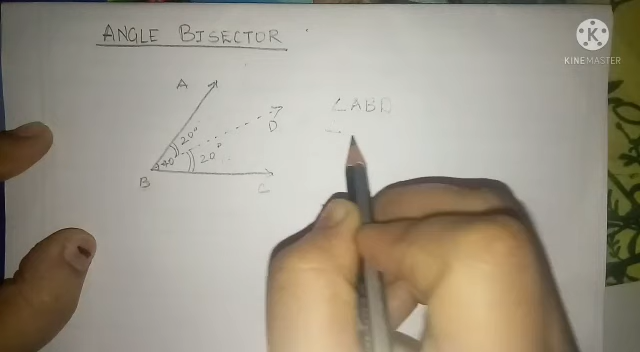 ANGLE BISECTOR
K
KINEMASTER
A
∠ABD
D
20°
20°
40°
B
C